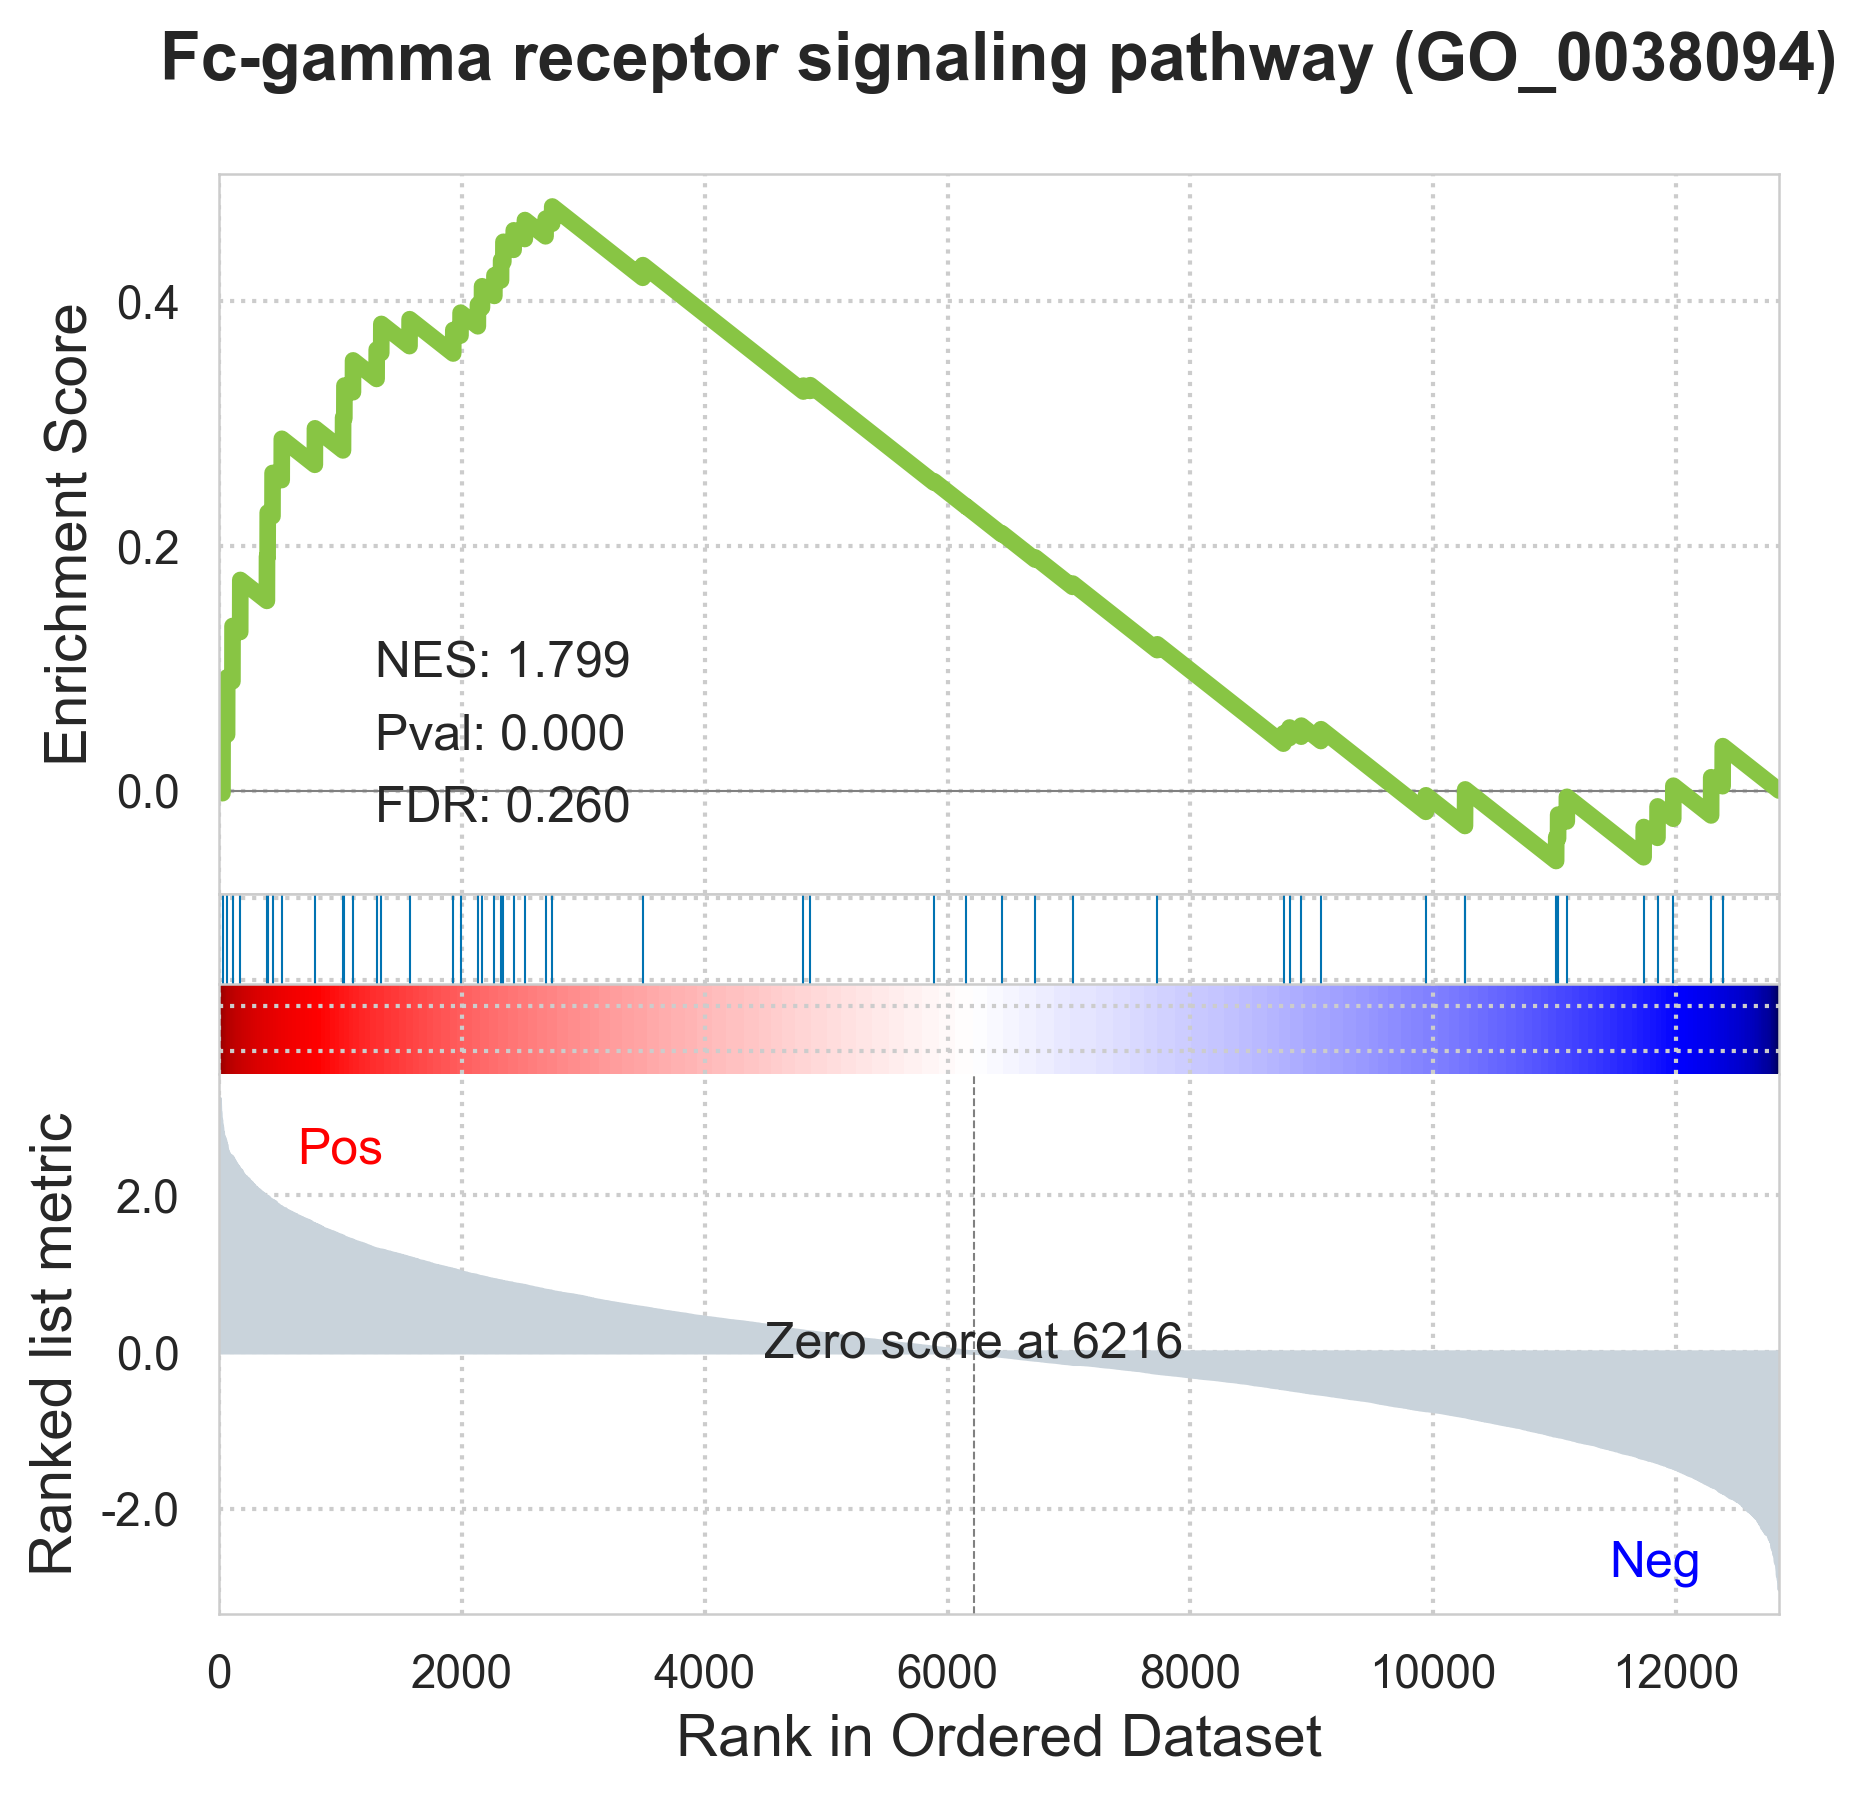 Fc-gamma receptor signaling pathway (GO_0038094)
Enrichment Score
0.4
0.2
0.0
NES: 1.799
Pval: 0.000
FDR: 0.260
Ranked list metric
Pos
2.0
0.0
-2.0
Zero score at 6216
Neg
0 2000 4000 6000 8000 10000 12000
Rank in Ordered Dataset